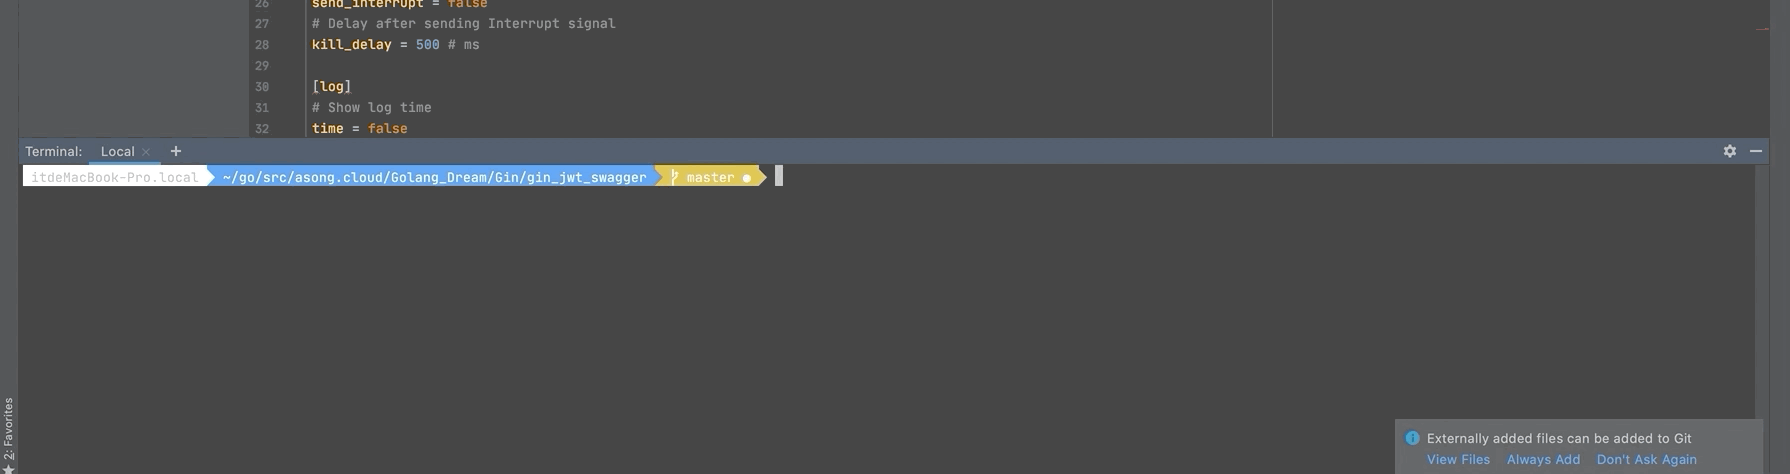 26 send_interrupt = false
27 # Delay after sending Interrupt signal
28 kill_delay = 500 # ms
29
30 [log]
31 # Show log time
32 time = false
Terminal: Local × +
itdeMacBook-Pro.local ~/go/src/asong.cloud/Golang_Dream/Gin/gin_jwt_swagger master ●
2: Favorites
Externally added files can be added to Git
View Files Always Add Don't Ask Again